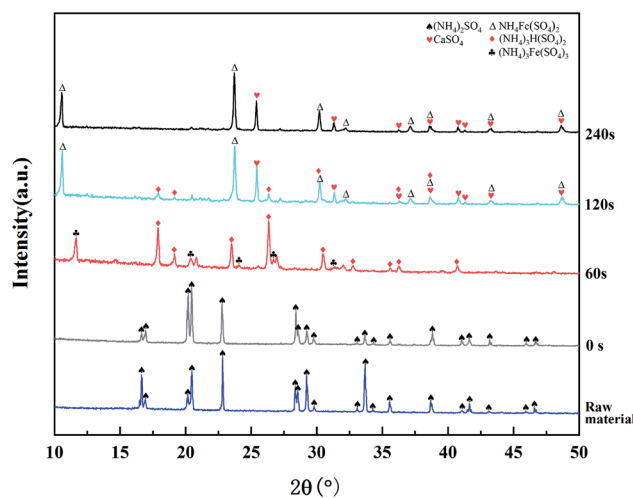 ♠(NH4)2SO4 Δ NH4Fe(SO4)2
♥CaSO4 ♦ (NH4)3H(SO4)2
♣(NH4)3Fe(SO4)3
240s
120s
60s
0 s
Raw
material
Intensity(a.u.)
10 15 20 25 30 35 40 45 50
2θ (°)